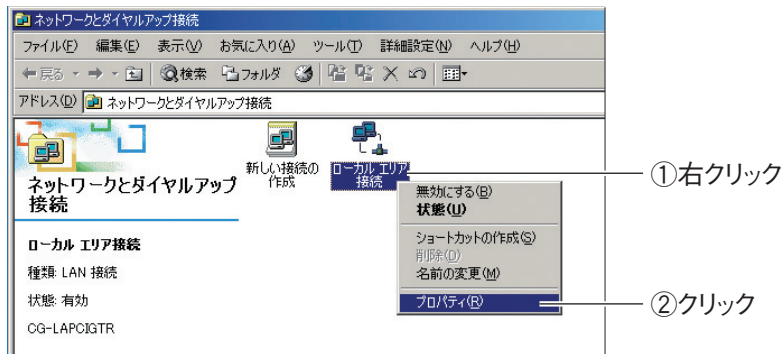 ネットワークとダイヤルアップ接続
ファイル(F) 編集(E) 表示(V) お気に入り(A) ツール(T) 詳細設定(N) ヘルプ(H)
戻る 検索 フォルダ
アドレス(D) ネットワークとダイヤルアップ接続
新しい接続の
作成
ローカル エリア
接続
①右クリック
ネットワークとダイヤルアップ
接続
無効にする(B)
状態(U)
ショートカットの作成(S)
削除(D)
名前の変更(M)
プロパティ(R)
②クリック
ローカル エリア接続
種類: LAN 接続
状態: 有効
CG-LAPCIGTR